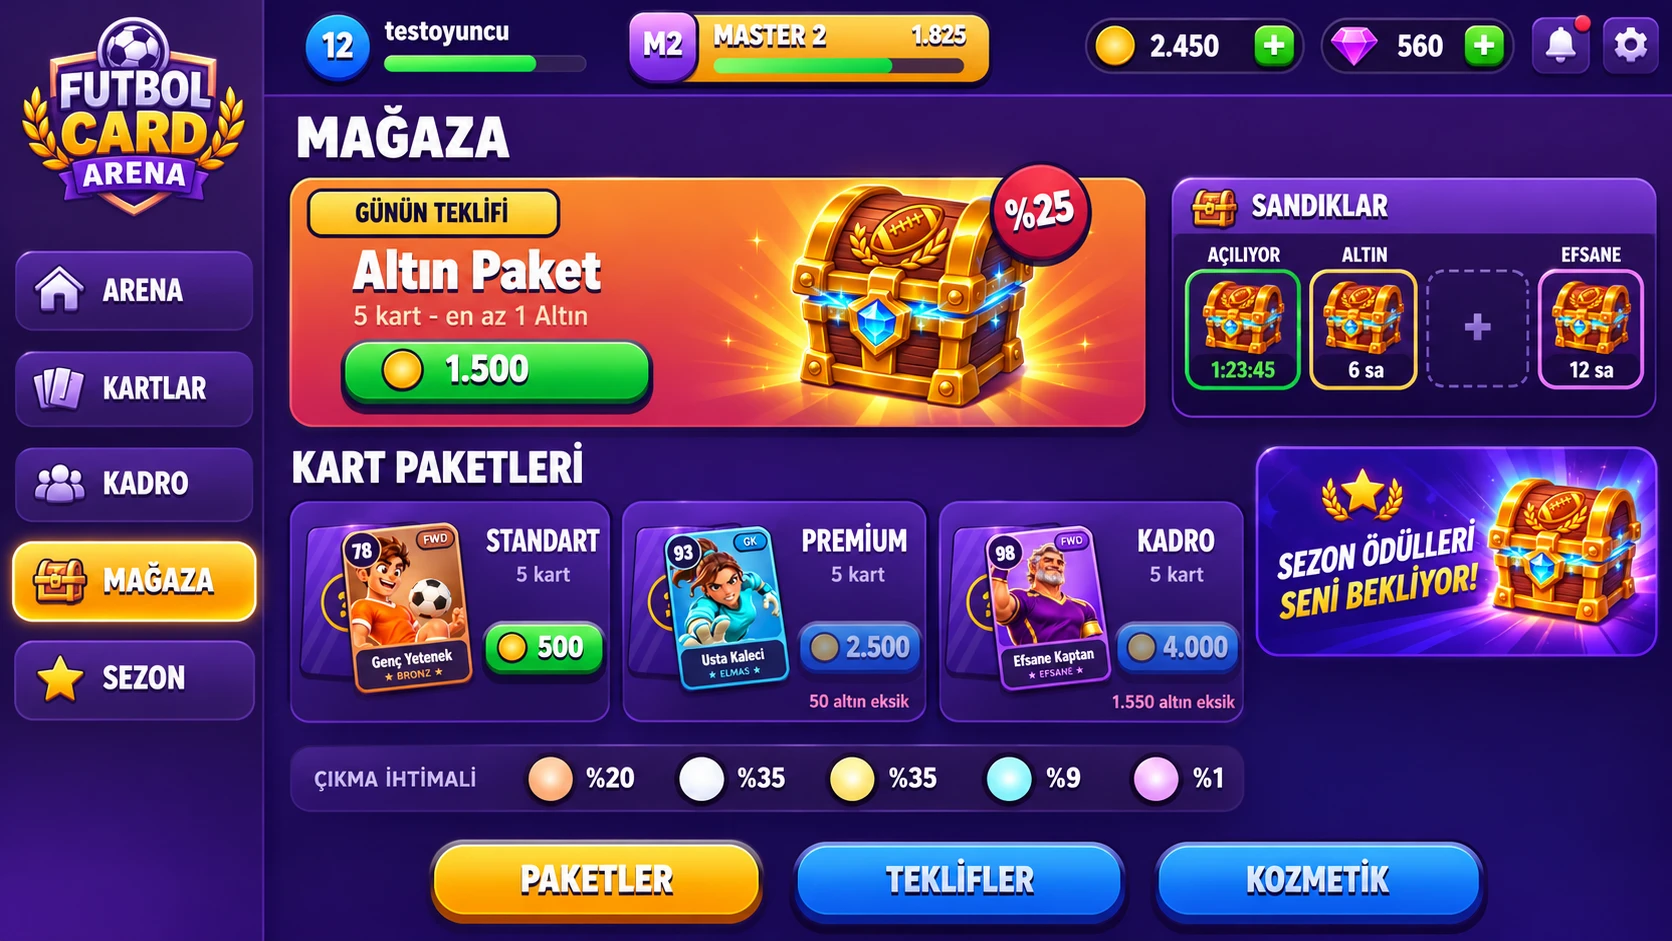 FUTBOL
CARD
ARENA
12
testoyuncu
M2
MASTER 2
1.825
2.450
560
ARENA
KARTLAR
KADRO
MAĞAZA
SEZON
MAĞAZA
GÜNÜN TEKLİFİ
Altın Paket
5 kart - en az 1 Altın
1.500
%25
SANDIKLAR
AÇILIYOR
1:23:45
ALTIN
6 sa
+
EFSANE
12 sa
KART PAKETLERİ
78
FWD
Genç Yetenek
★ BRONZ ★
STANDART
5 kart
500
93
GK
Usta Kaleci
★ ELMAS ★
PREMİUM
5 kart
2.500
50 altın eksik
98
FWD
Efsane Kaptan
★ EFSANE ★
KADRO
5 kart
4.000
1.550 altın eksik
SEZON ÖDÜLLERİ
SENİ BEKLİYOR!
ÇIKMA İHTİMALİ
%20
%35
%35
%9
%1
PAKETLER
TEKLİFLER
KOZMETİK